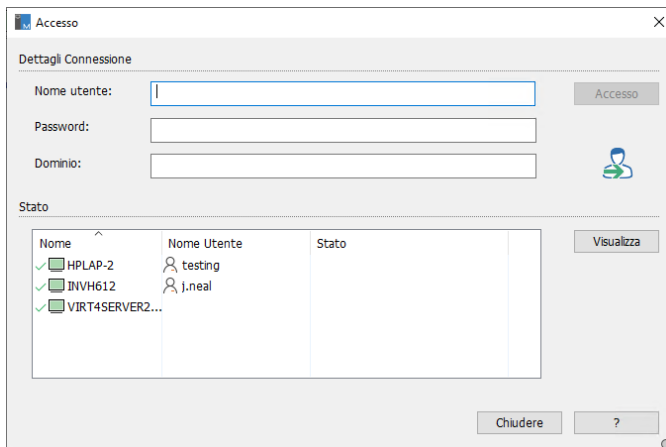 Accesso
Dettagli Connessione
Nome utente:
Accesso
Password:
Dominio:
Stato
Nome Nome Utente Stato
Visualizza
HPLAP-2 testing
INVH612 j.neal
VIRT4SERVER2...
Chiudere ?